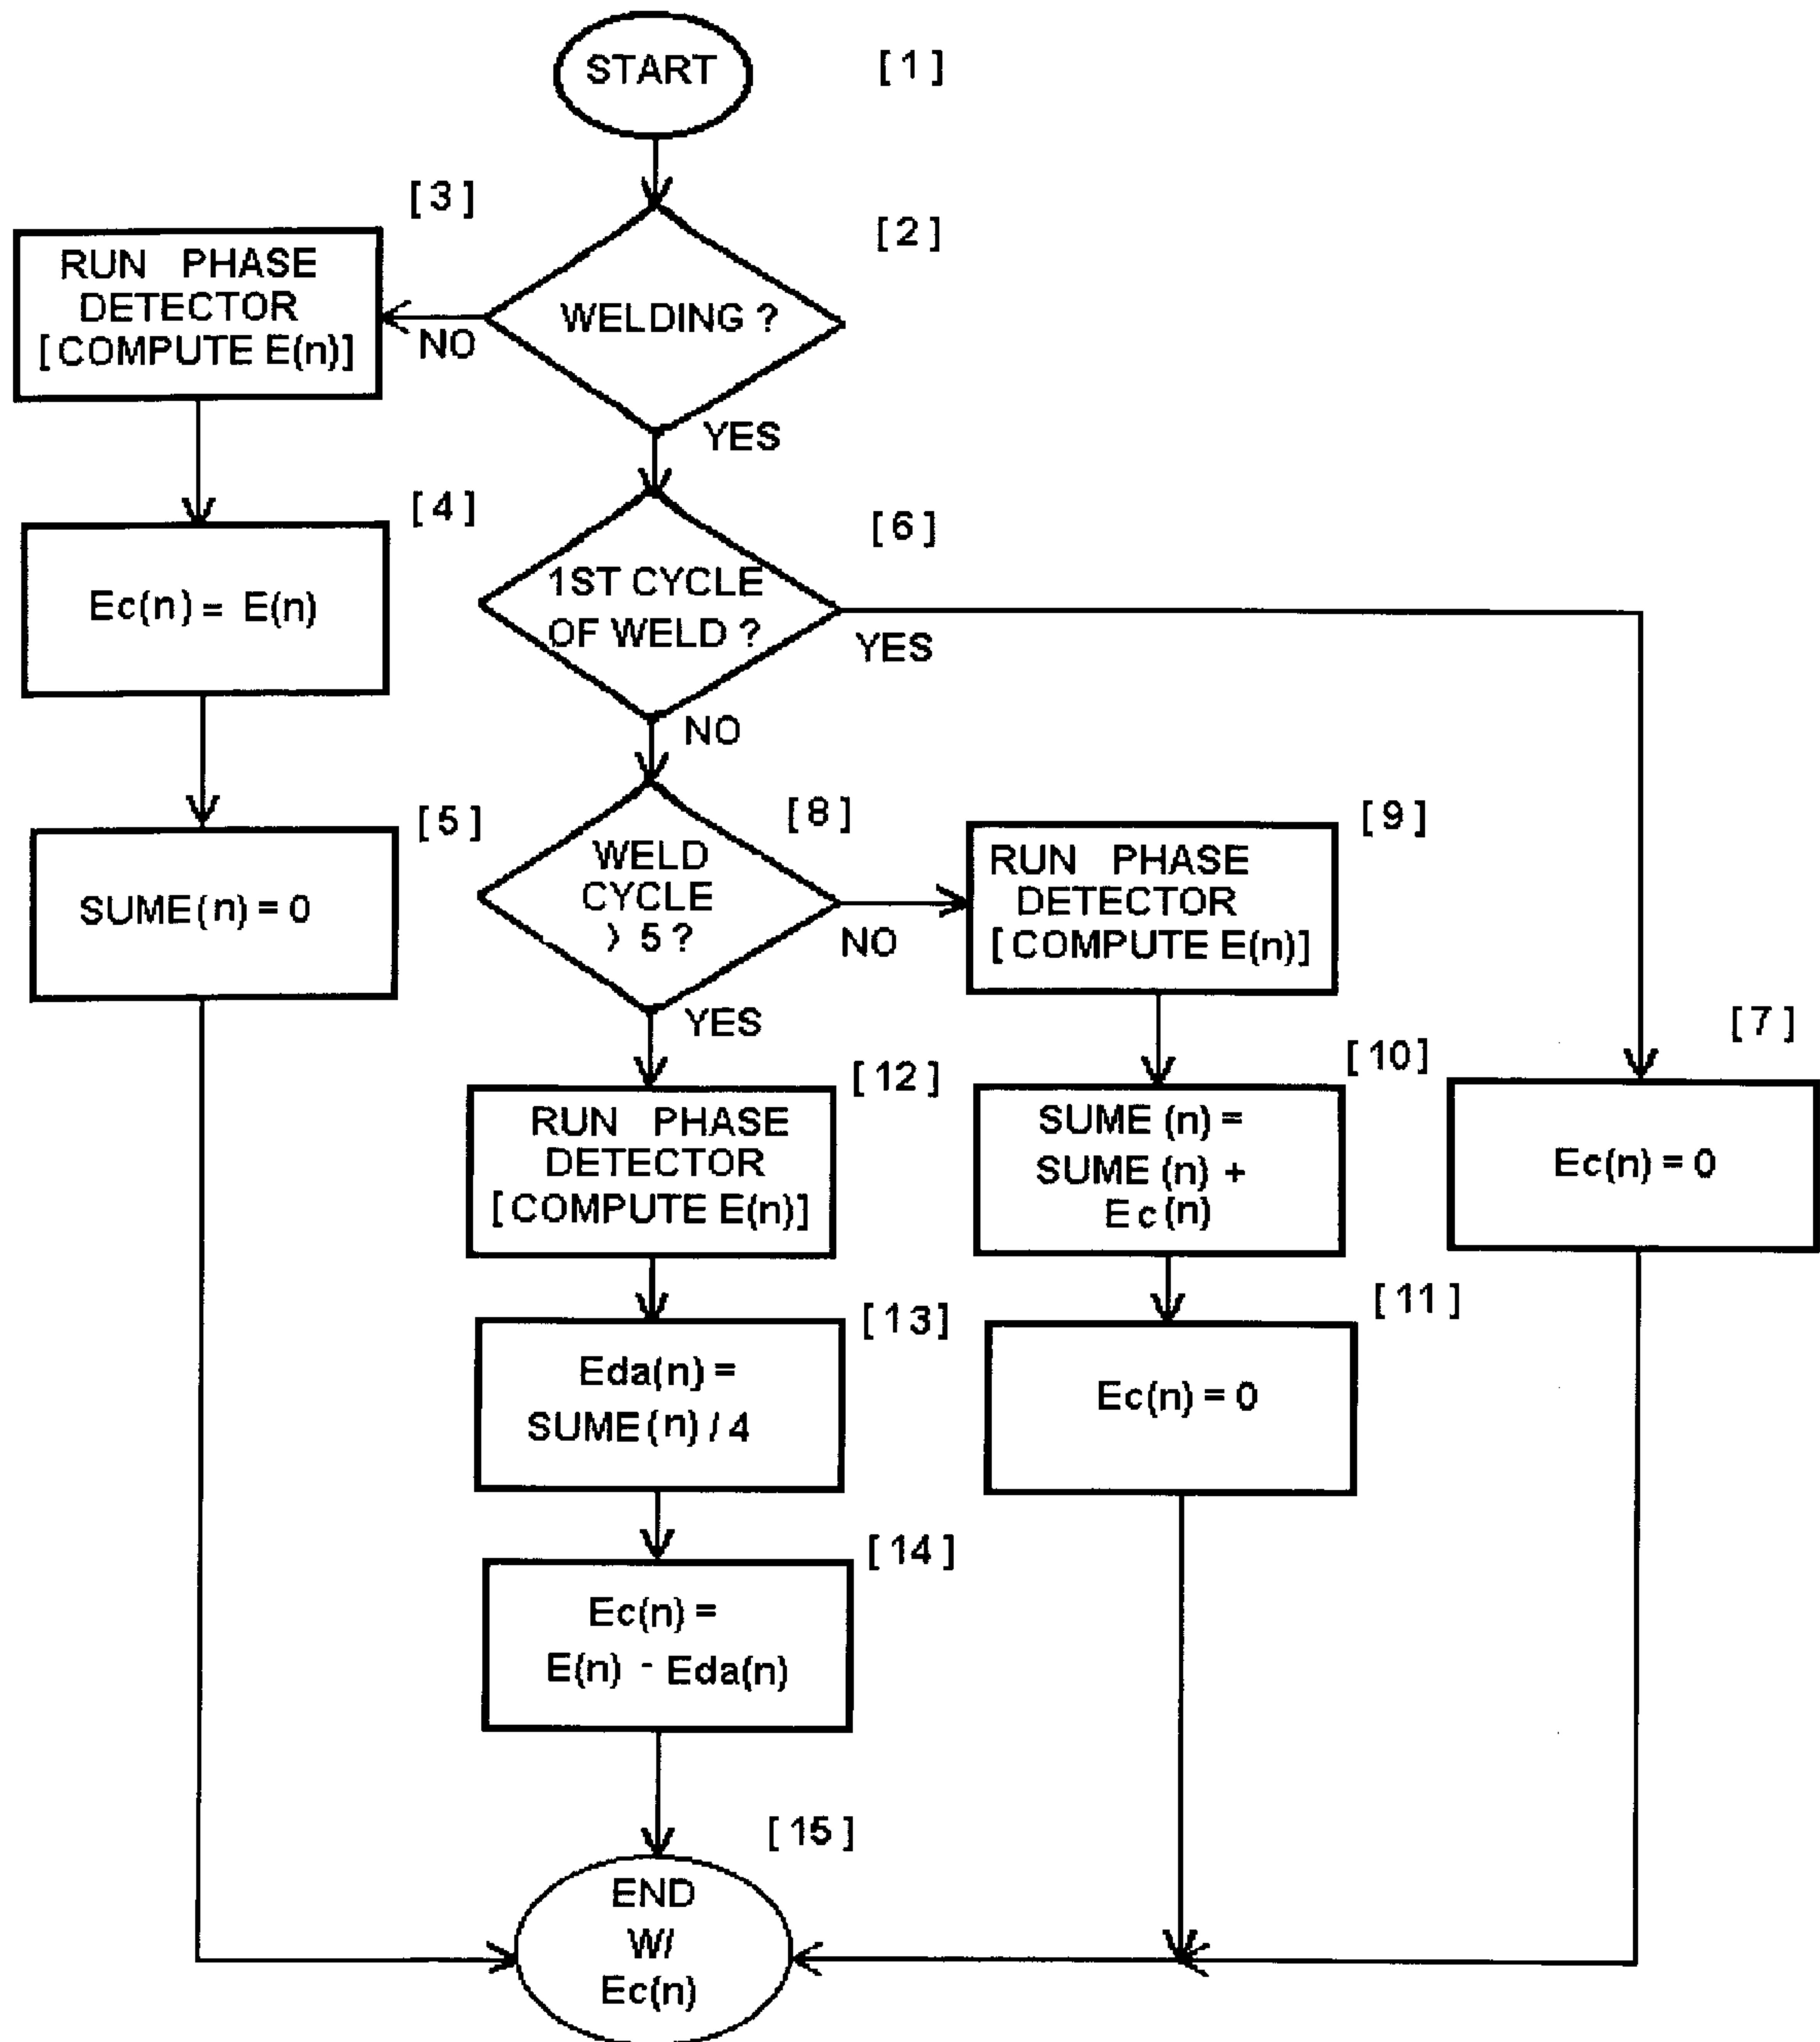 START
[1]
[2]
WELDING ?
NO
YES
[3]
RUN PHASE
DETECTOR
[COMPUTE E(n)]
[4]
Ec(n) = E(n)
[5]
SUME(n) = 0
[6]
1ST CYCLE
OF WELD ?
YES
NO
[7]
Ec(n) = 0
[8]
WELD
CYCLE
> 5 ?
NO
YES
[9]
RUN PHASE
DETECTOR
[COMPUTE E(n)]
[10]
SUME (n) =
SUME (n) +
Ec(n)
[11]
Ec(n) = 0
[12]
RUN PHASE
DETECTOR
[COMPUTE E(n)]
[13]
Eda(n) =
SUME(n) / 4
[14]
Ec(n) =
E(n) - Eda(n)
[15]
END
W/
Ec(n)